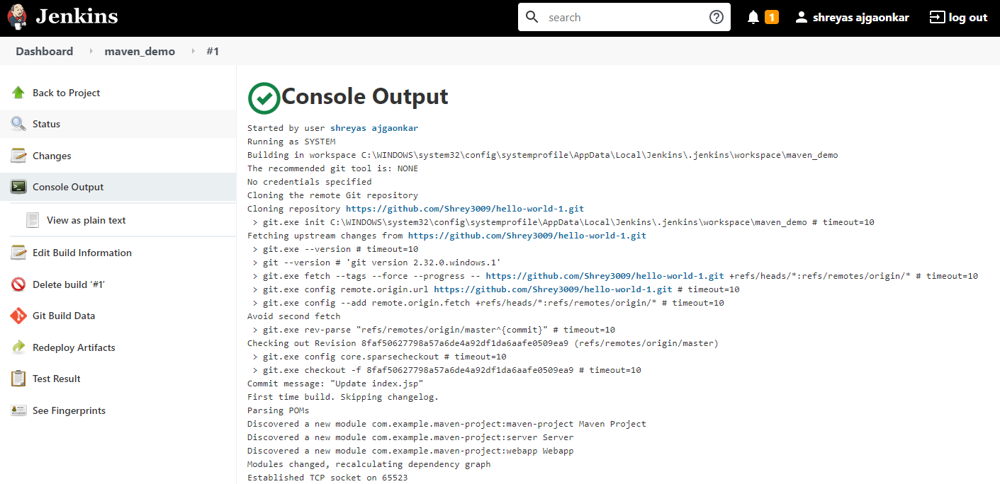 Jenkins
search
1
shreyas ajgaonkar
log out
Dashboard
maven_demo
#1
Back to Project
Status
Changes
Console Output
View as plain text
Edit Build Information
Delete build ‘#1’
Git Build Data
Redeploy Artifacts
Test Result
See Fingerprints
Console Output
Started by user shreyas ajgaonkar
Running as SYSTEM
Building in workspace C:\WINDOWS\system32\config\systemprofile\AppData\Local\Jenkins\.jenkins\workspace\maven_demo
The recommended git tool is: NONE
No credentials specified
Cloning the remote Git repository
Cloning repository https://github.com/Shrey3009/hello-world-1.git
> git.exe init C:\WINDOWS\system32\config\systemprofile\AppData\Local\Jenkins\.jenkins\workspace\maven_demo # timeout=10
Fetching upstream changes from https://github.com/Shrey3009/hello-world-1.git
> git.exe --version # timeout=10
> git --version # 'git version 2.32.0.windows.1'
> git.exe fetch --tags --force --progress -- https://github.com/Shrey3009/hello-world-1.git +refs/heads/*:refs/remotes/origin/* # timeout=10
> git.exe config remote.origin.url https://github.com/Shrey3009/hello-world-1.git # timeout=10
> git.exe config --add remote.origin.fetch +refs/heads/*:refs/remotes/origin/* # timeout=10
Avoid second fetch
> git.exe rev-parse "refs/remotes/origin/master^{commit}" # timeout=10
Checking out Revision 8faf50627798a57a6de4a92df1da6aafe0509ea9 (refs/remotes/origin/master)
> git.exe config core.sparsecheckout # timeout=10
> git.exe checkout -f 8faf50627798a57a6de4a92df1da6aafe0509ea9 # timeout=10
Commit message: "Update index.jsp"
First time build. Skipping changelog.
Parsing POMs
Discovered a new module com.example.maven-project:maven-project Maven Project
Discovered a new module com.example.maven-project:server Server
Discovered a new module com.example.maven-project:webapp Webapp
Modules changed, recalculating dependency graph
Established TCP socket on 65523